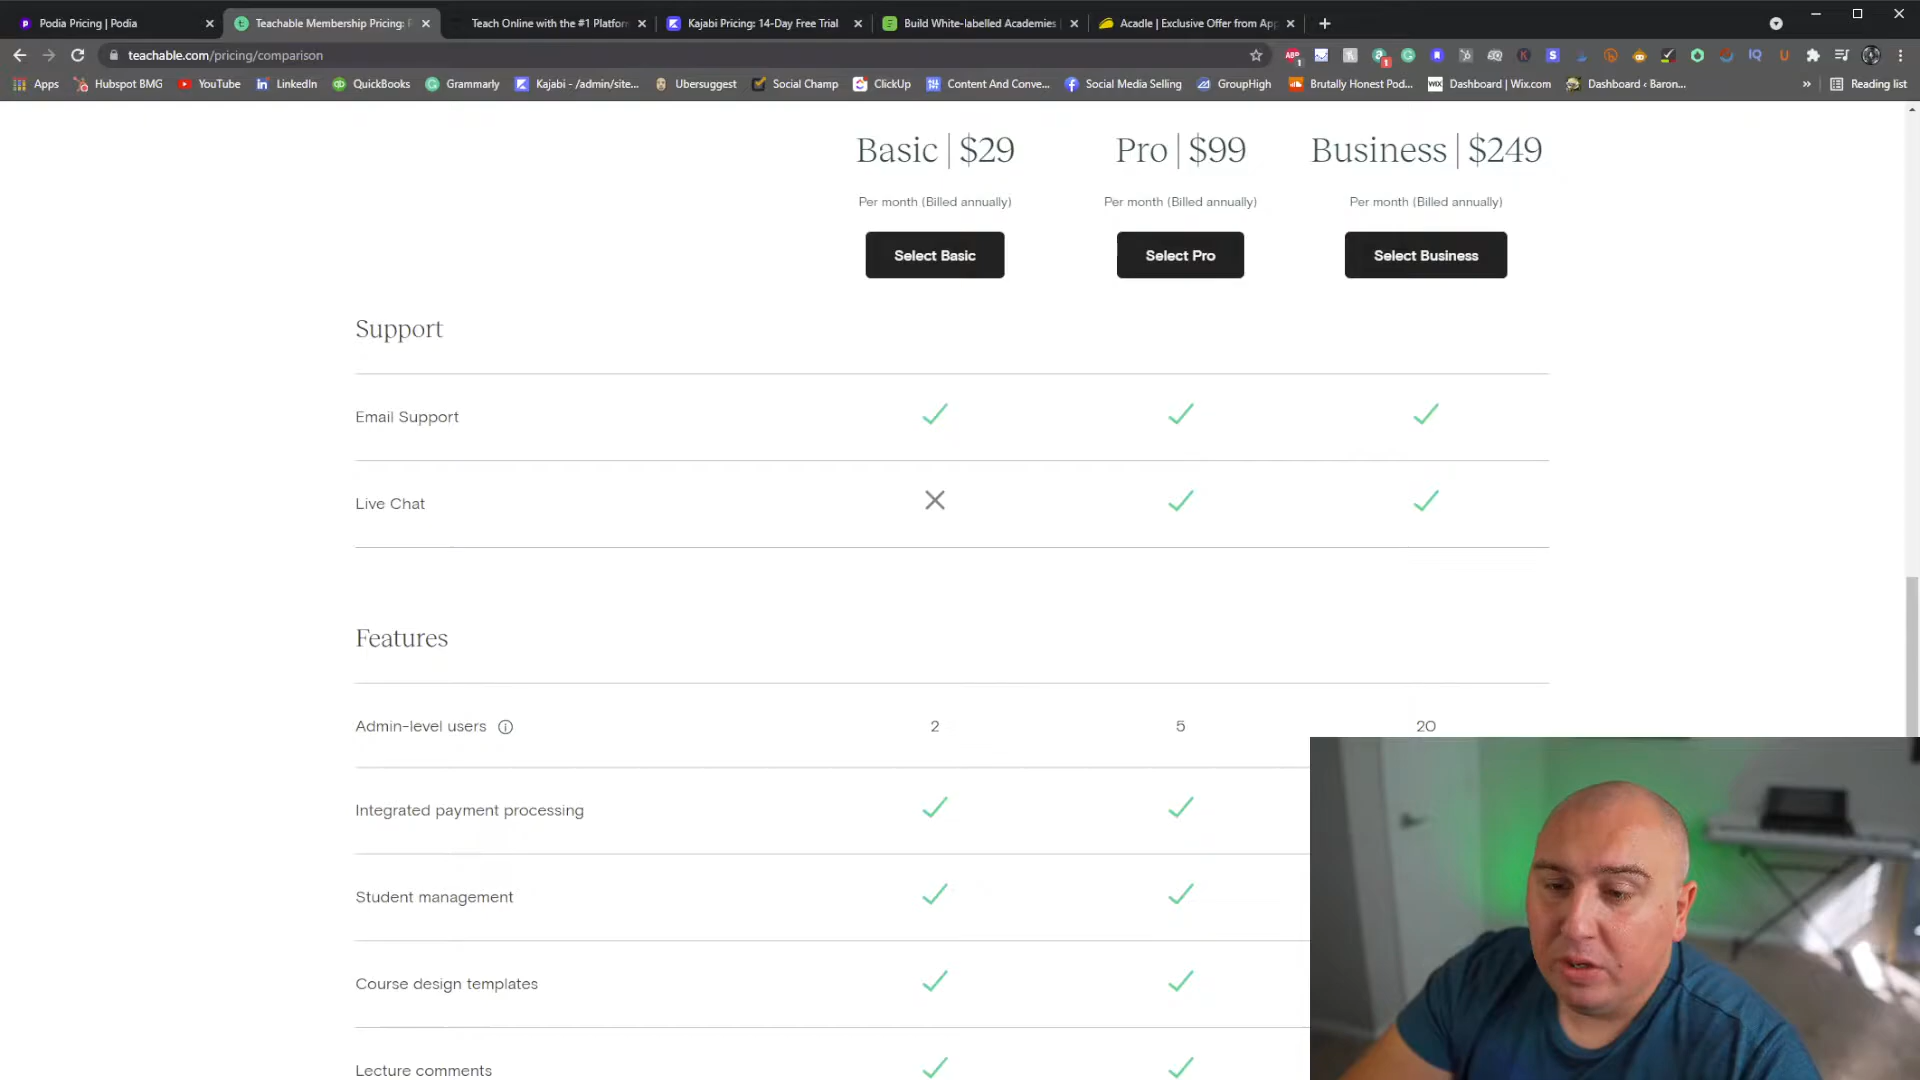 Podia Pricing | Podia
Teachable Membership Pricing: F
Teach Online with the #1 Platfor
Kajabi Pricing: 14-Day Free Trial
Build White-labelled Academies
Acadle | Exclusive Offer from App
teachable.com/pricing/comparison
Apps
Hubspot BMG
YouTube
LinkedIn
QuickBooks
Grammarly
Kajabi - /admin/site...
Ubersuggest
Social Champ
ClickUp
Content And Conve...
Social Media Selling
GroupHigh
Brutally Honest Pod...
Dashboard | Wix.com
Dashboard ‹ Baron...
Reading list
Basic | $29
Pro | $99
Business | $249
Per month (Billed annually)
Per month (Billed annually)
Per month (Billed annually)
Select Basic
Select Pro
Select Business
Support
Email Support
Live Chat
Features
Admin-level users
2
5
20
Integrated payment processing
Student management
Course design templates
Lecture comments